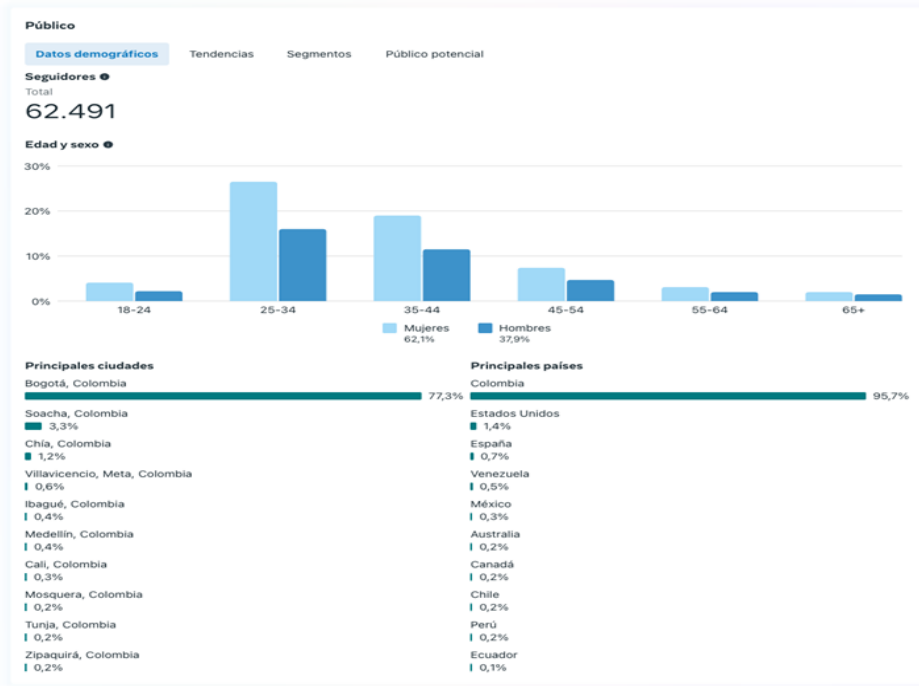 Público
Datos demográficos Tendencias Segmentos Público potencial
Seguidores
Total
62.491
Edad y sexo
30%
20%
10%
0%
18-24 25-34 35-44 45-54 55-64 65+
Mujeres Hombres
62,1% 37,9%
Principales ciudades
Bogotá, Colombia
77,3%
Soacha, Colombia
3,3%
Chía, Colombia
1,2%
Villavicencio, Meta, Colombia
0,6%
Ibagué, Colombia
0,4%
Medellín, Colombia
0,4%
Cali, Colombia
0,3%
Mosquera, Colombia
0,2%
Tunja, Colombia
0,2%
Zipaquirá, Colombia
0,2%
Principales países
Colombia
95,7%
Estados Unidos
1,4%
España
0,7%
Venezuela
0,5%
México
0,3%
Australia
0,2%
Canadá
0,2%
Chile
0,2%
Perú
0,2%
Ecuador
0,1%